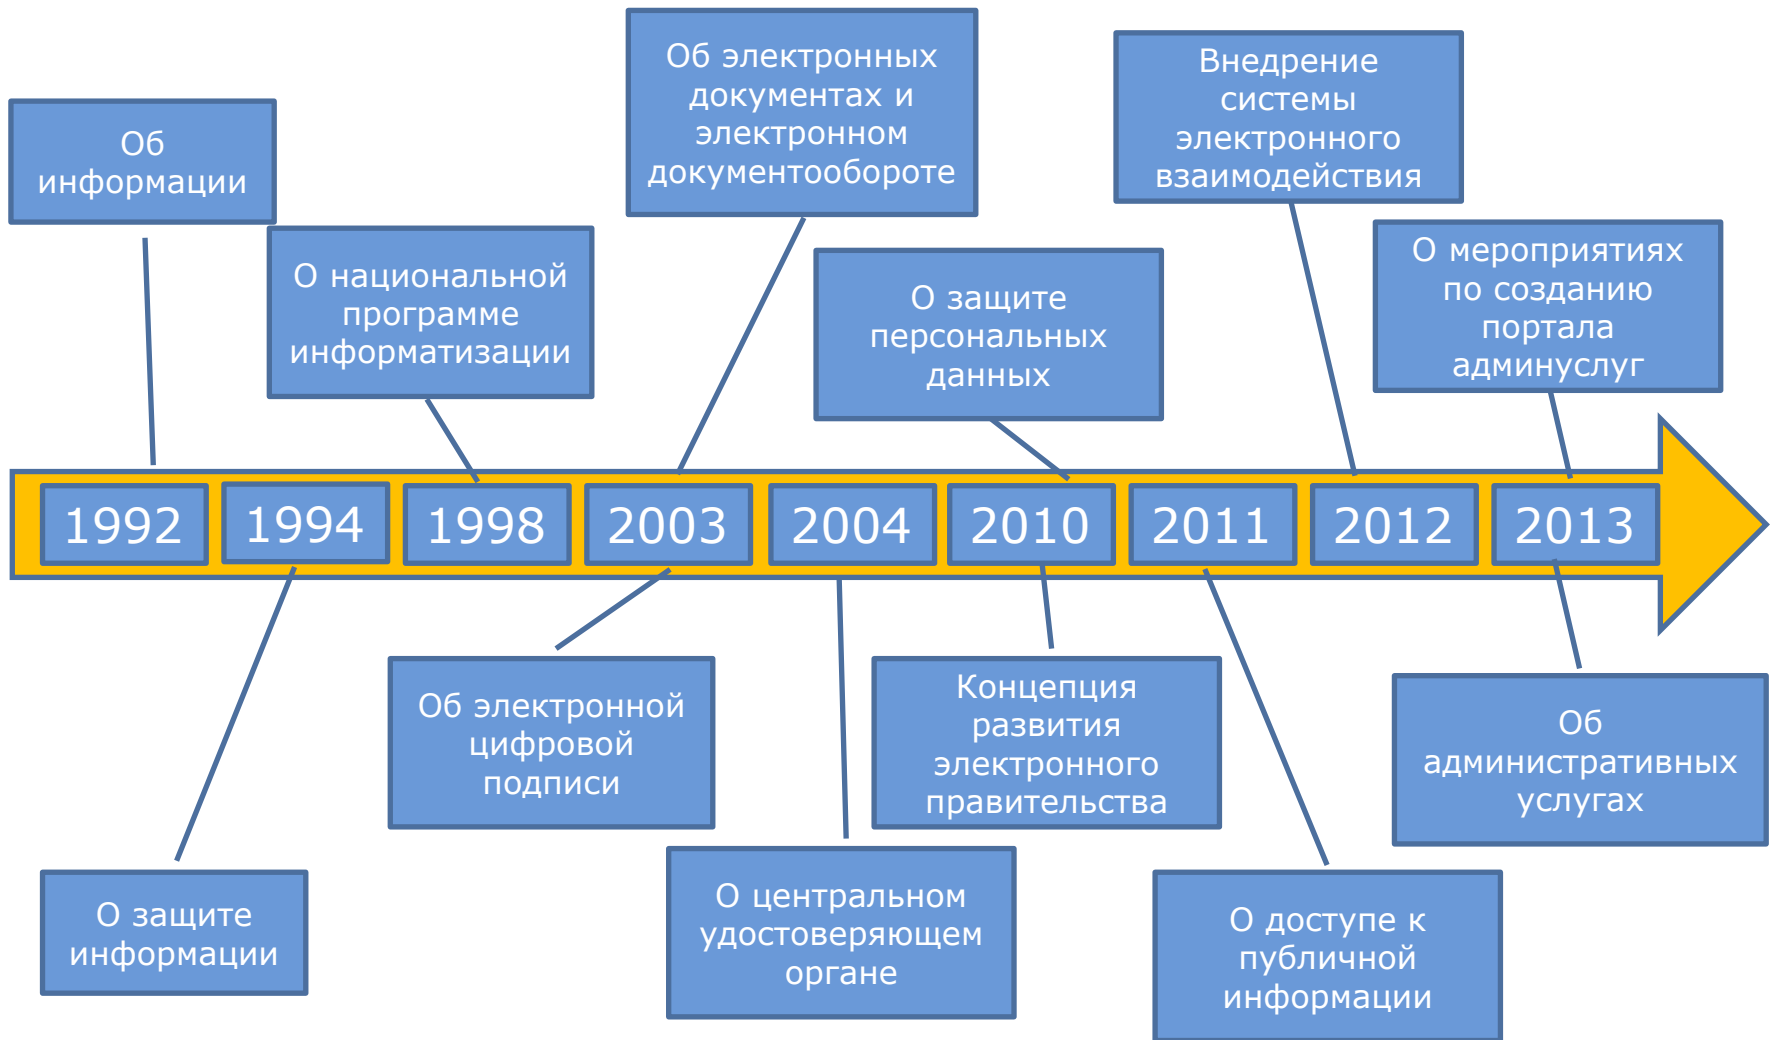 Об
информации
О национальной
программе
информатизации
Об электронных
документах и
электронном
документообороте
О защите
персональных
данных
Внедрение
системы
электронного
взаимодействия
О мероприятиях
по созданию
портала
админуслуг
1992
1994
1998
2003
2004
2010
2011
2012
2013
О защите
информации
Об электронной
цифровой
подписи
О центральном
удостоверяющем
органе
Концепция
развития
электронного
правительства
О доступе к
публичной
информации
Об
административных
услугах